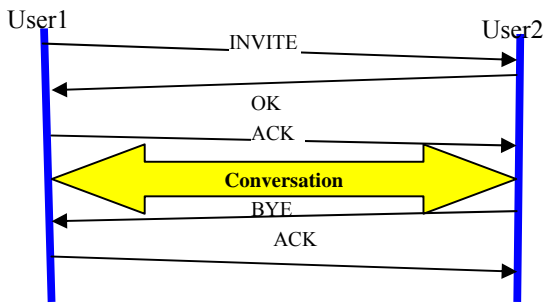 User1
User2
INVITE
OK
ACK
Conversation
BYE
ACK